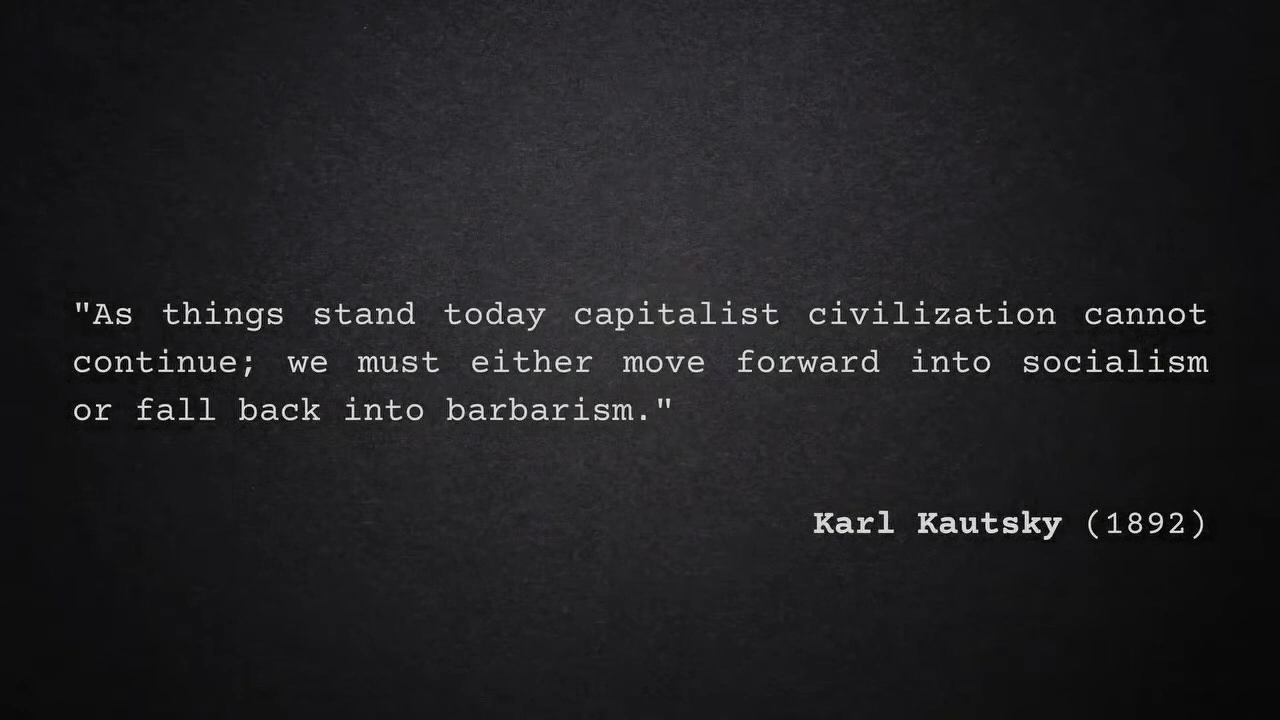 "As things stand today capitalist civilization cannot
continue; we must either move forward into socialism
or fall back into barbarism."
Karl Kautsky (1892)